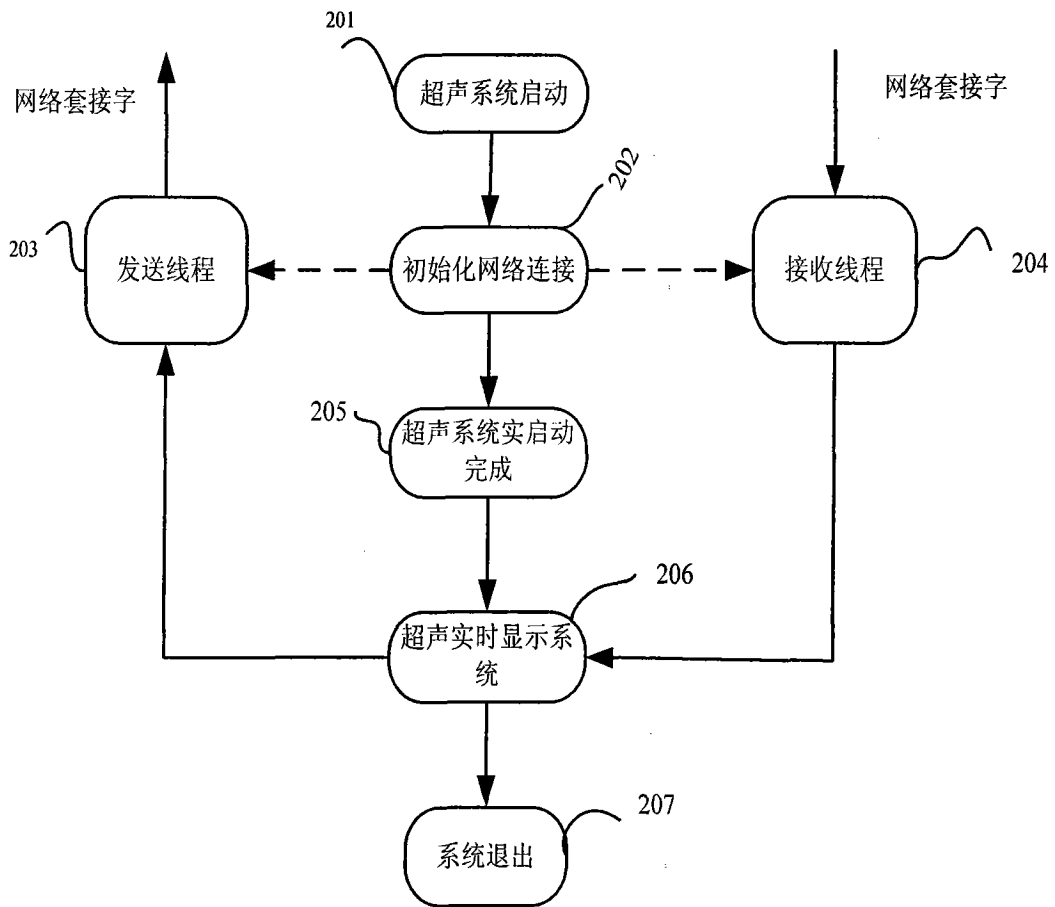 201
超声系统启动
网络套接字
网络套接字
202
203
发送线程
初始化网络连接
接收线程
204
205
超声系统实启动
完成
206
超声实时显示系
统
207
系统退出